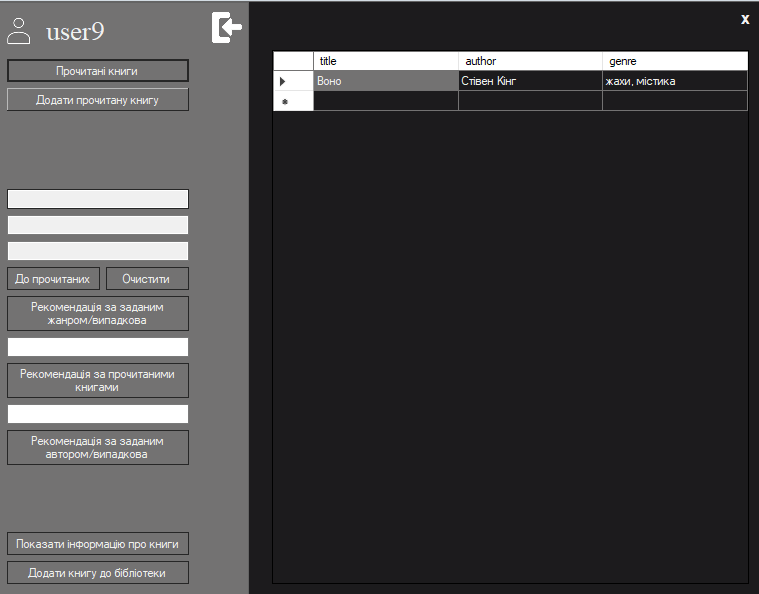 user9
x
Прочитані книги
Додати прочитану книгу
До прочитаних
Очистити
Рекомендація за заданим
жанром/випадкова
Рекомендація за прочитаними
книгами
Рекомендація за заданим
автором/випадкова
Показати інформацію про книги
Додати книгу до бібліотеки
title author genre
Воно Стівен Кінг жахи, містика